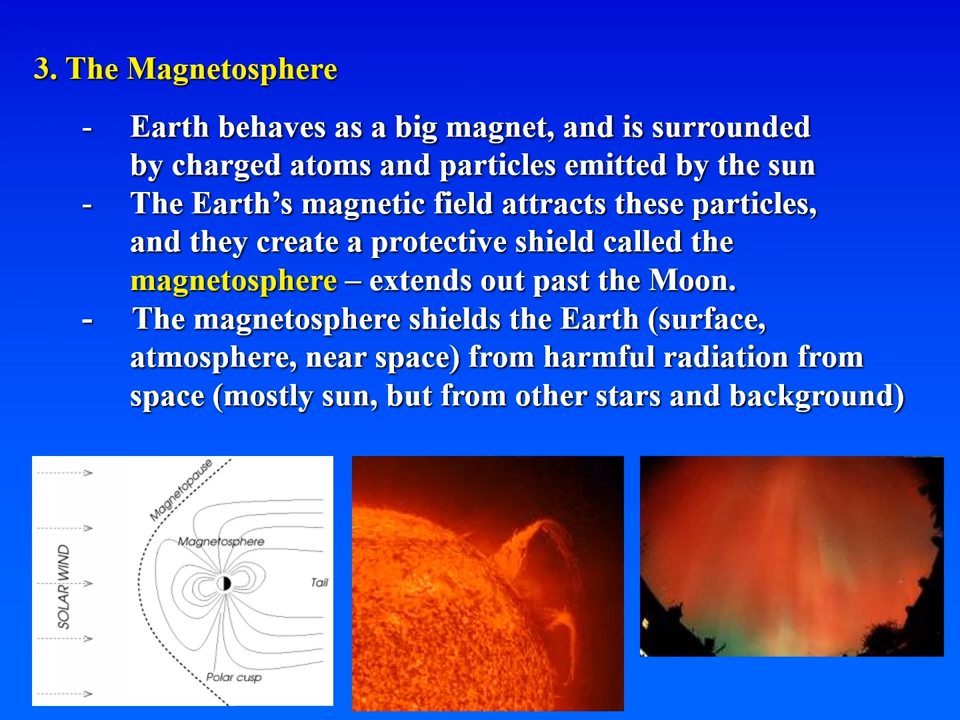 3. The Magnetosphere
- Earth behaves as a big magnet, and is surrounded
by charged atoms and particles emitted by the sun
- The Earth’s magnetic field attracts these particles,
and they create a protective shield called the
magnetosphere – extends out past the Moon.
- The magnetosphere shields the Earth (surface,
atmosphere, near space) from harmful radiation from
space (mostly sun, but from other stars and background)
SOLAR WIND
Magnetopause
Magnetosphere
Tail
Polar cusp